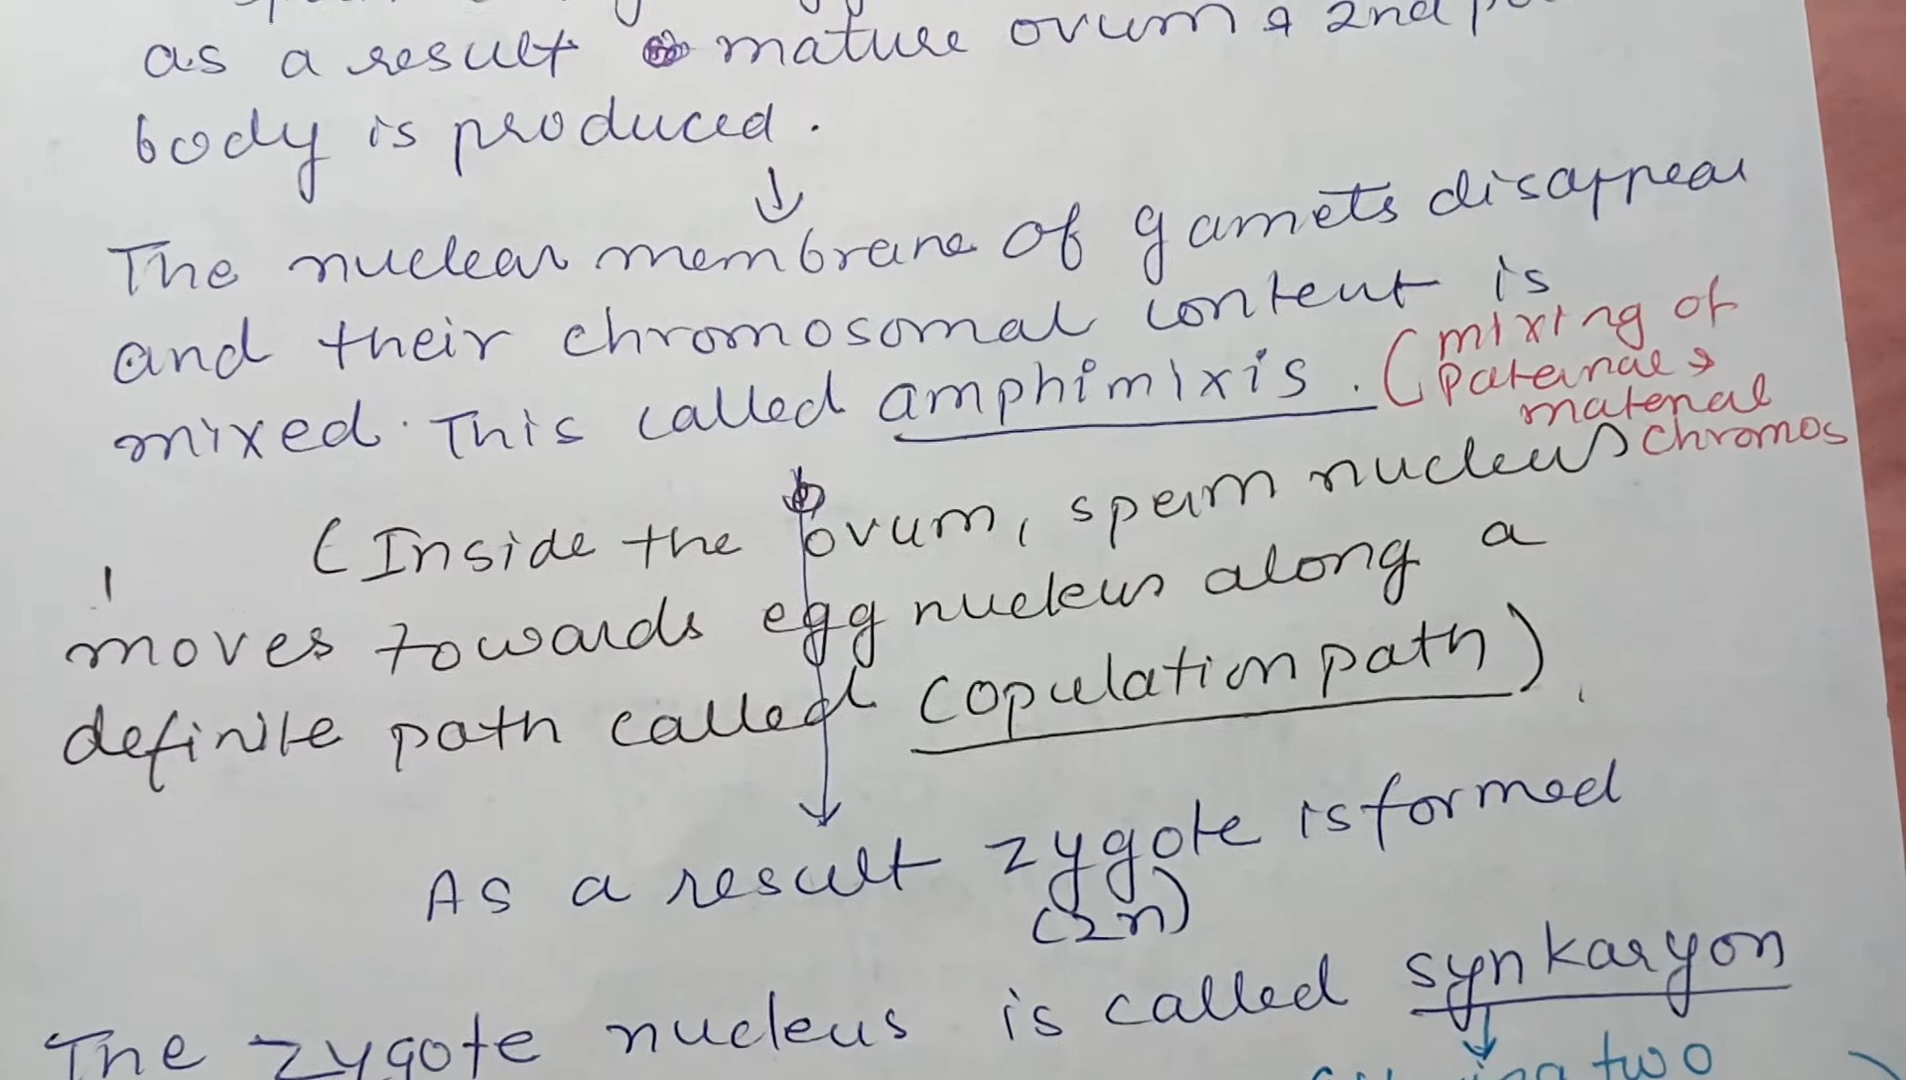 as a result mature ovum & 2nd
body is produced.
↓
The nuclear membrane of gamets disappear
and their chromosomal content is
mixed. This called amphimixis. (mixing of
paternal &
maternal
chromos
(Inside the ovum, sperm nucleus
moves towards egg nucleus along a
definite path called copulation path).
As a result zygote is formed
(2n)
The zygote nucleus is called synkaryon
two